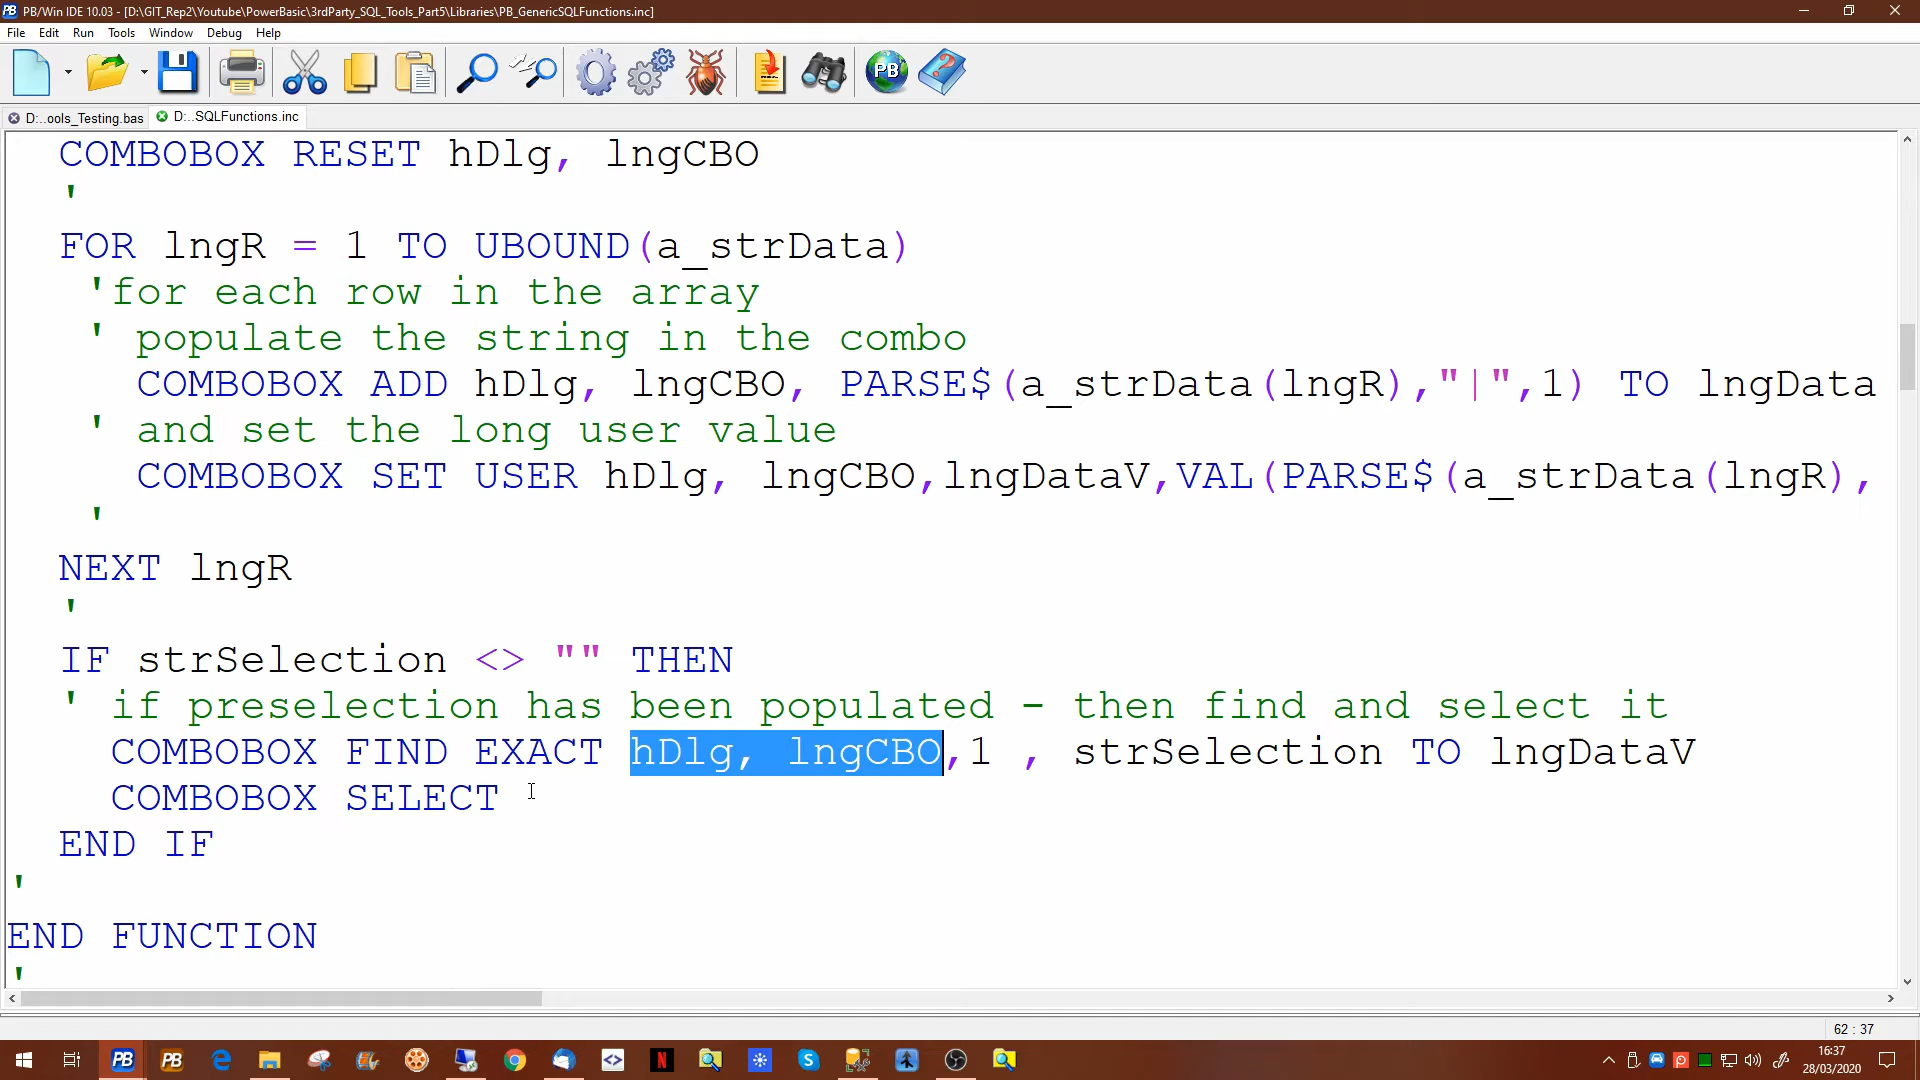 PB/Win IDE 10.03 - [D:\GIT_Rep2\Youtube\PowerBasic\3rdParty_SQL_Tools_Part5\Libraries\PB_GenericSQLFunctions.inc]
File Edit Run Tools Window Debug Help
PB
D:..ools_Testing.bas D:..SQLFunctions.inc
COMBOBOX RESET hDlg, lngCBO
'
FOR lngR = 1 TO UBOUND(a_strData)
'for each row in the array
' populate the string in the combo
COMBOBOX ADD hDlg, lngCBO, PARSE$(a_strData(lngR),"|",1) TO lngData
' and set the long user value
COMBOBOX SET USER hDlg, lngCBO,lngDataV,VAL(PARSE$(a_strData(lngR),
'
NEXT lngR
'
IF strSelection <> "" THEN
' if preselection has been populated - then find and select it
COMBOBOX FIND EXACT hDlg, lngCBO,1 , strSelection TO lngDataV
COMBOBOX SELECT
END IF
'
END FUNCTION
'
62 : 37
16:37
28/03/2020